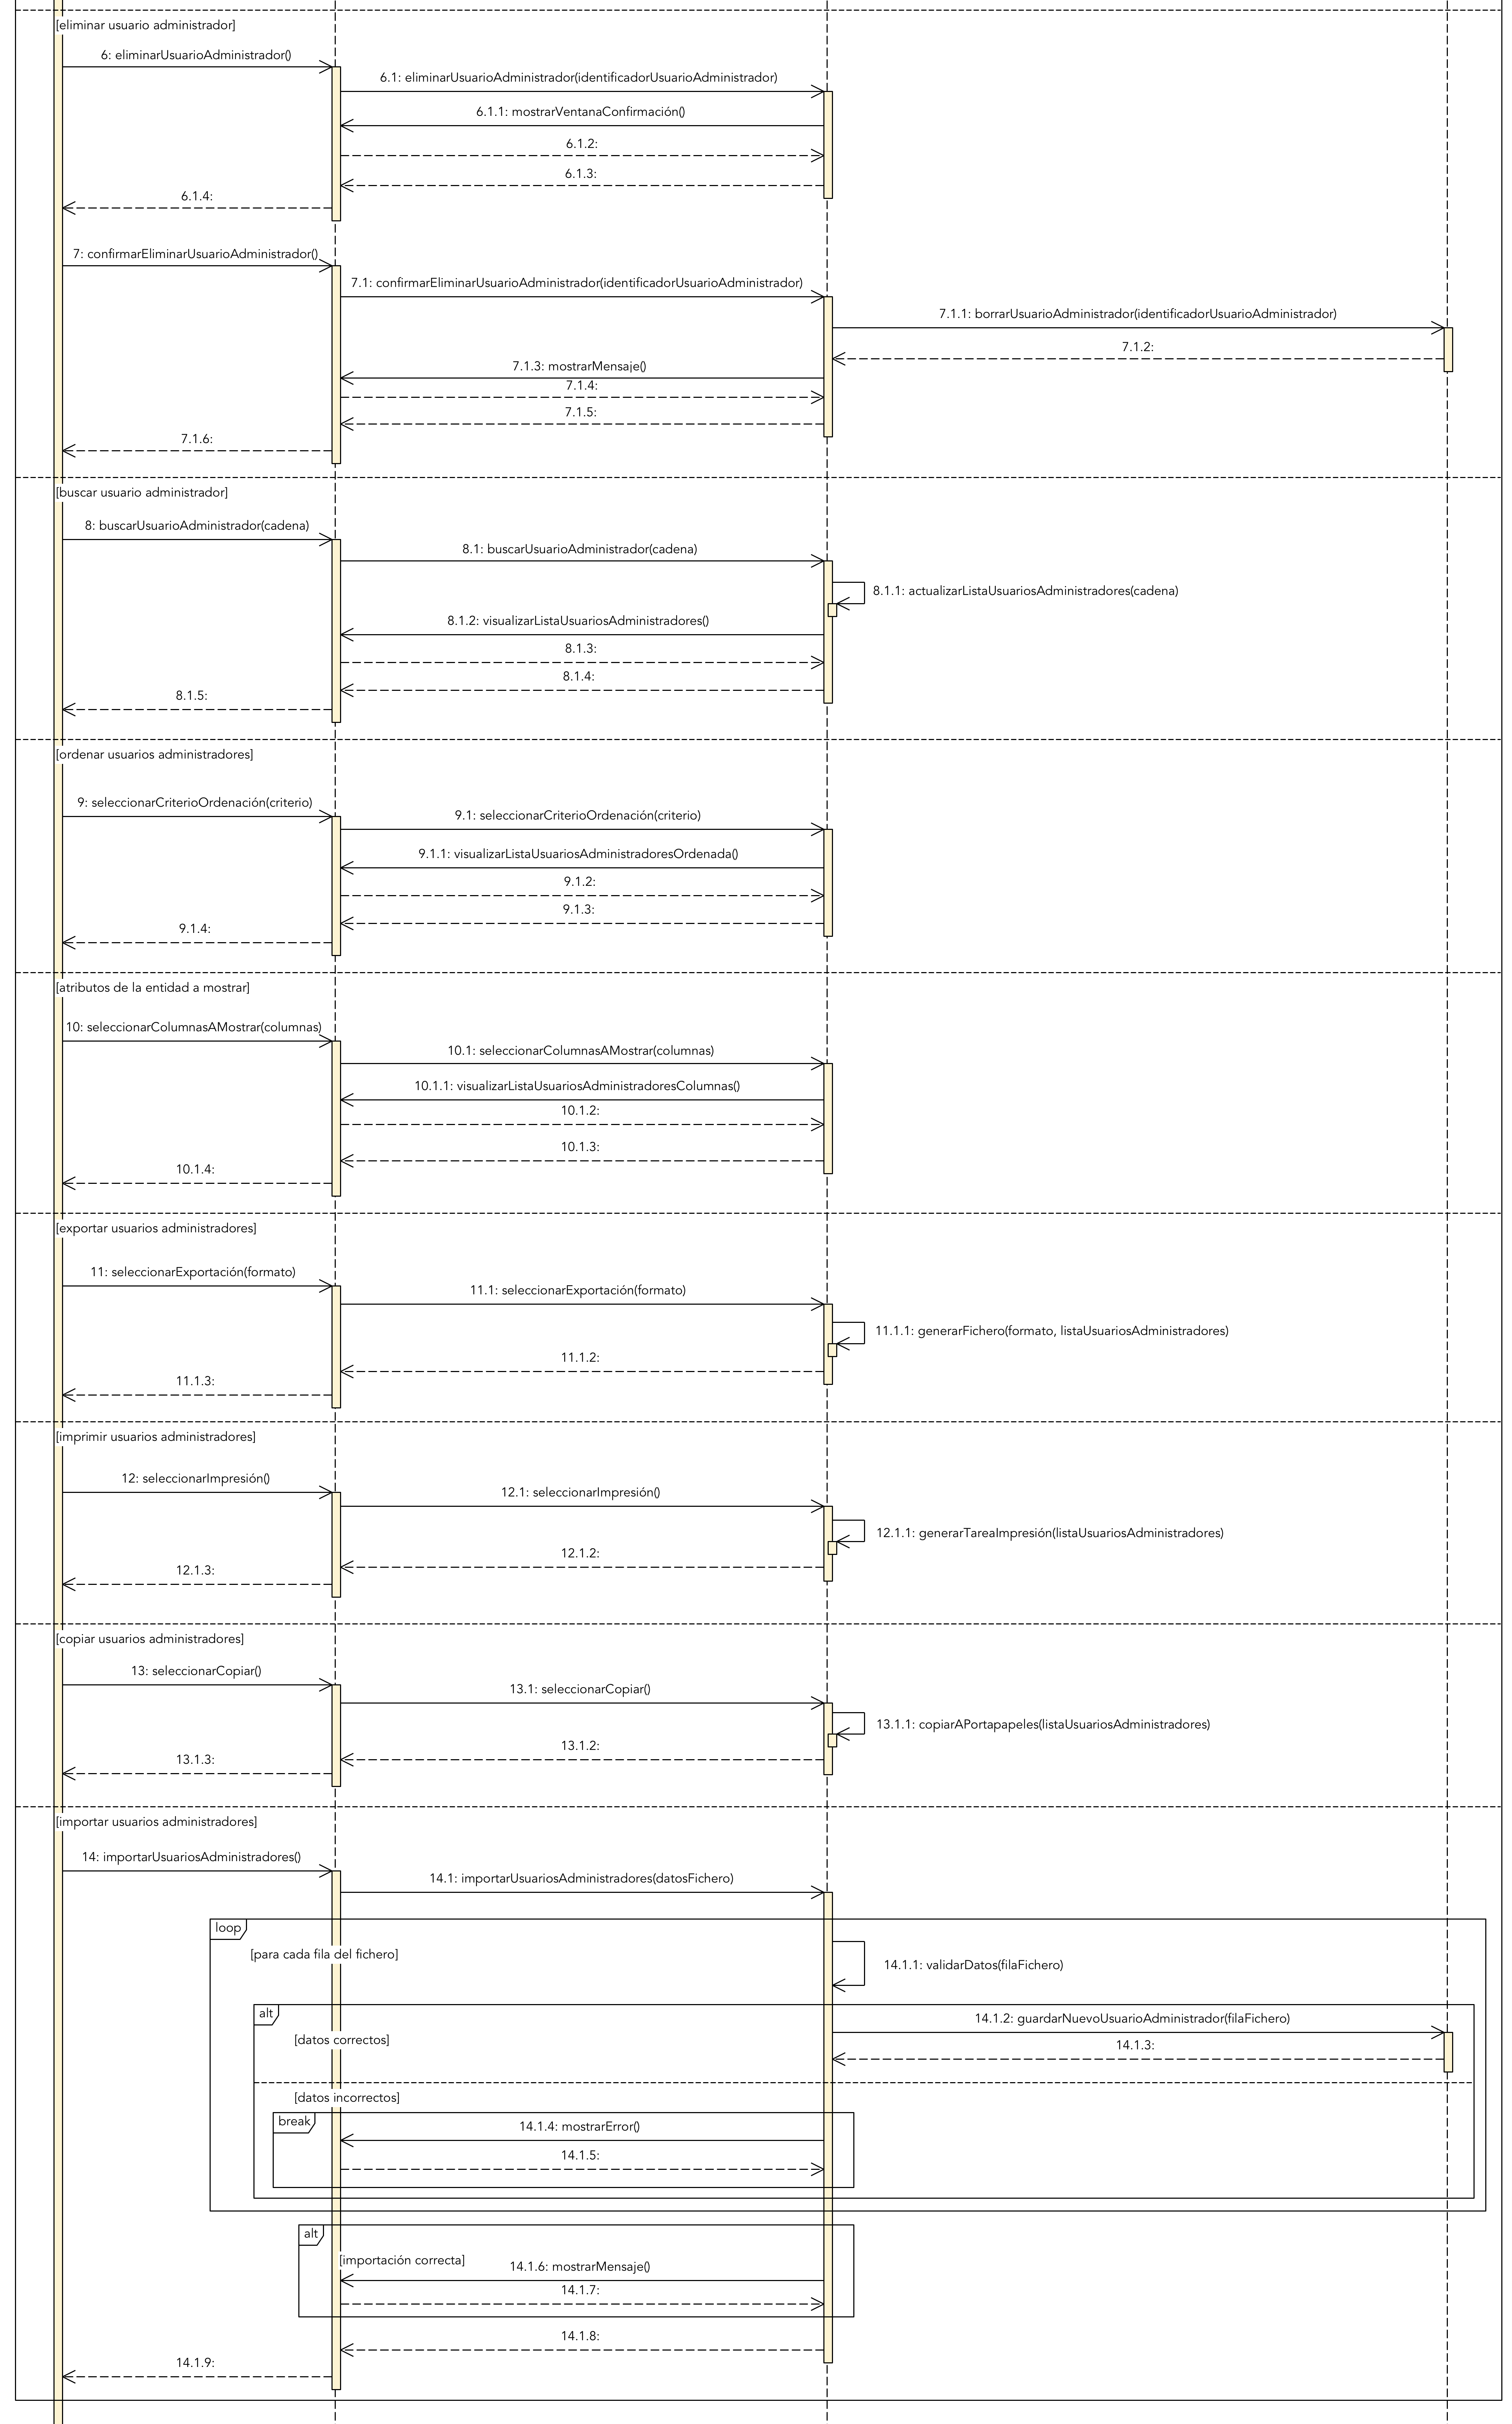 [eliminar usuario administrador]
6: eliminarUsuarioAdministrador()
6.1: eliminarUsuarioAdministrador(identificadorUsuarioAdministrador)
6.1.1: mostrarVentanaConfirmación()
6.1.2:
6.1.3:
6.1.4:
7: confirmarEliminarUsuarioAdministrador()
7.1: confirmarEliminarUsuarioAdministrador(identificadorUsuarioAdministrador)
7.1.1: borrarUsuarioAdministrador(identificadorUsuarioAdministrador)
7.1.2:
7.1.3: mostrarMensaje()
7.1.4:
7.1.5:
7.1.6:
[buscar usuario administrador]
8: buscarUsuarioAdministrador(cadena)
8.1: buscarUsuarioAdministrador(cadena)
8.1.1: actualizarListaUsuariosAdministradores(cadena)
8.1.2: visualizarListaUsuariosAdministradores()
8.1.3:
8.1.4:
8.1.5:
[ordenar usuarios administradores]
9: seleccionarCriterioOrdenación(criterio)
9.1: seleccionarCriterioOrdenación(criterio)
9.1.1: visualizarListaUsuariosAdministradoresOrdenada()
9.1.2:
9.1.3:
9.1.4:
[atributos de la entidad a mostrar]
10: seleccionarColumnasAMostrar(columnas)
10.1: seleccionarColumnasAMostrar(columnas)
10.1.1: visualizarListaUsuariosAdministradoresColumnas()
10.1.2:
10.1.3:
10.1.4:
[exportar usuarios administradores]
11: seleccionarExportación(formato)
11.1: seleccionarExportación(formato)
11.1.1: generarFichero(formato, listaUsuariosAdministradores)
11.1.2:
11.1.3:
[imprimir usuarios administradores]
12: seleccionarImpresión()
12.1: seleccionarImpresión()
12.1.1: generarTareaImpresión(listaUsuariosAdministradores)
12.1.2:
12.1.3:
[copiar usuarios administradores]
13: seleccionarCopiar()
13.1: seleccionarCopiar()
13.1.1: copiarAPortapapeles(listaUsuariosAdministradores)
13.1.2:
13.1.3:
[importar usuarios administradores]
14: importarUsuariosAdministradores()
14.1: importarUsuariosAdministradores(datosFichero)
loop
[para cada fila del fichero]
14.1.1: validarDatos(filaFichero)
alt
14.1.2: guardarNuevoUsuarioAdministrador(filaFichero)
[datos correctos]
14.1.3:
[datos incorrectos]
break
14.1.4: mostrarError()
14.1.5:
alt
[importación correcta]
14.1.6: mostrarMensaje()
14.1.7:
14.1.8:
14.1.9: